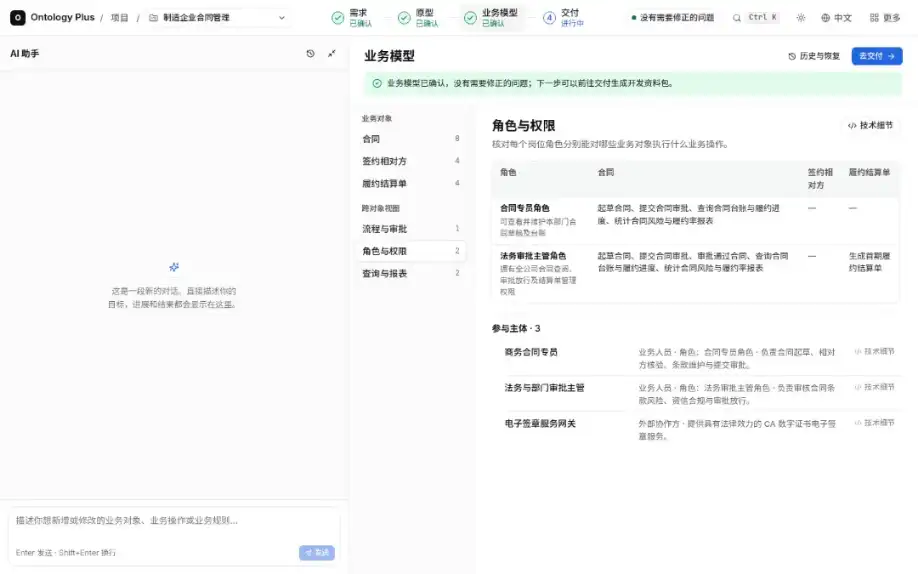 Ontology Plus / 项目 / 制造企业合同管理
需求
已确认
原型
已确认
业务模型
已确认
4
交付
进行中
没有需要修正的问题
Ctrl K
中文
更多
AI 助手
业务模型
历史与恢复
去交付 →
业务模型已确认，没有需要修正的问题；下一步可以前往交付生成开发资料包。
业务对象
合同 8
签约相对方 4
履约结算单 4
跨对象视图
流程与审批 1
角色与权限 2
查询与报表 2
角色与权限
</> 技术细节
核对每个岗位角色分别能对哪些业务对象执行什么业务操作。
角色
合同
签约相
对方
履约结算单
合同专员角色
可查看并维护本部门合
同草稿及台账
起草合同、提交合同审批、查询合同台账与履约进
度、统计合同风险与履约率报表
—
—
法务审批主管角色
拥有全公司合同查阅、
审批放行及结算单管理
权限
起草合同、提交合同审批、审批通过合同、查询合同
台账与履约进度、统计合同风险与履约率报表
—
生成首期履
约结算单
参与主体 · 3
商务合同专员
业务人员 · 角色：合同专员角色 · 负责合同起草、相对
方核验、条款维护与提交审批。
</> 技术细节
法务与部门审批主管
业务人员 · 角色：法务审批主管角色 · 负责审核合同条
款风险、资信合规与审批放行。
</> 技术细节
电子签章服务网关
外部协作方 · 提供具有法律效力的 CA 数字证书电子签
章服务。
</> 技术细节
这是一段新的对话。直接描述你的
目标，进展和结果都会显示在这里。
描述你想新增或修改的业务对象、业务操作或业务规则...
Enter 发送 · Shift+Enter 换行
发送